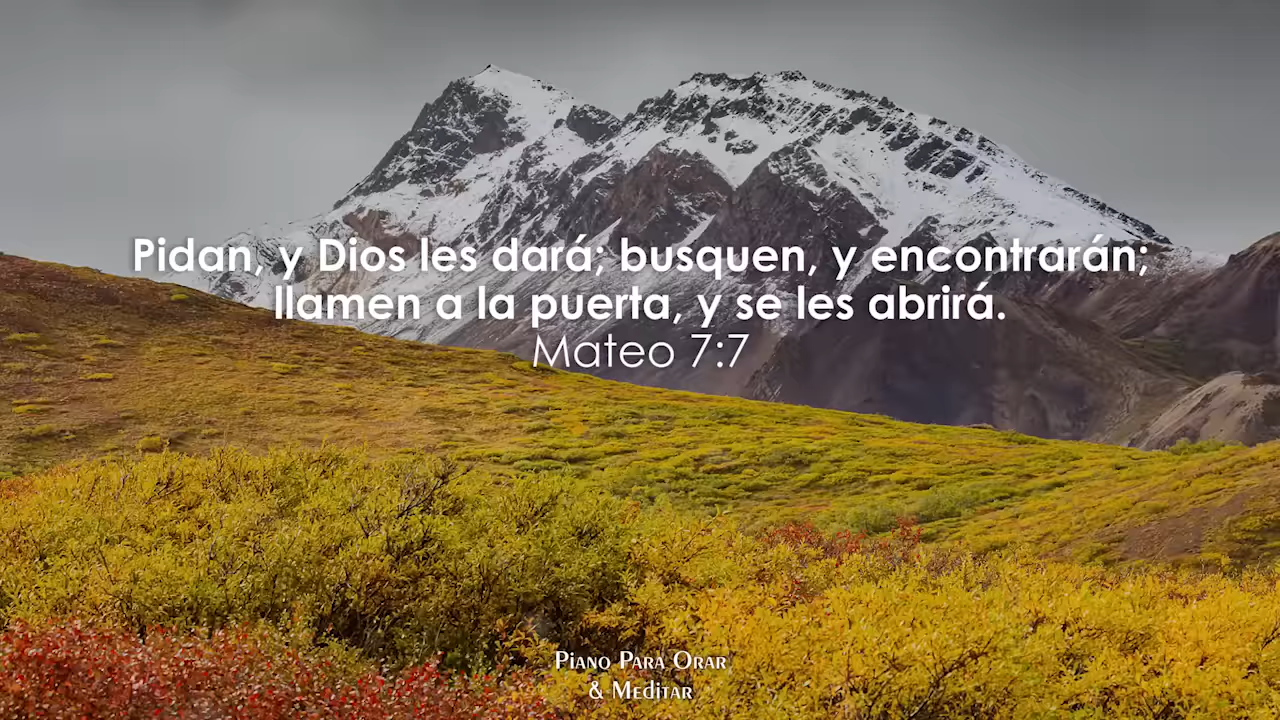 Pidan, y Dios les dará; busquen, y encontrarán;
llamen a la puerta, y se les abrirá.
Mateo 7:7
Piano Para Orar
& Meditar